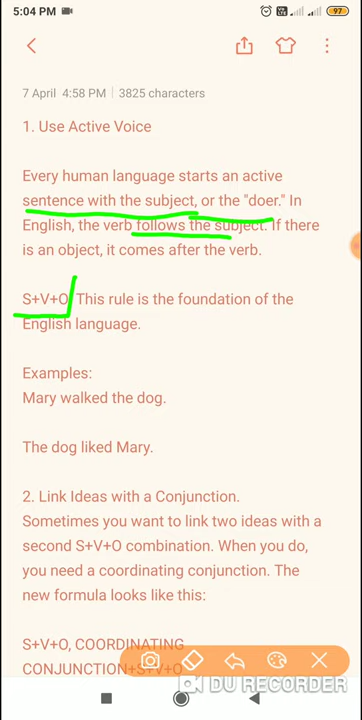 5:04 PM
97
7 April 4:58 PM | 3825 characters
1. Use Active Voice
Every human language starts an active
sentence with the subject, or the "doer." In
English, the verb follows the subject. If there
is an object, it comes after the verb.
S+V+O This rule is the foundation of the
English language.
Examples:
Mary walked the dog.
The dog liked Mary.
2. Link Ideas with a Conjunction.
Sometimes you want to link two ideas with a
second S+V+O combination. When you do,
you need a coordinating conjunction. The
new formula looks like this:
S+V+O, COORDINATING
CONJUNCTION+S+V+O
DU RECORDER